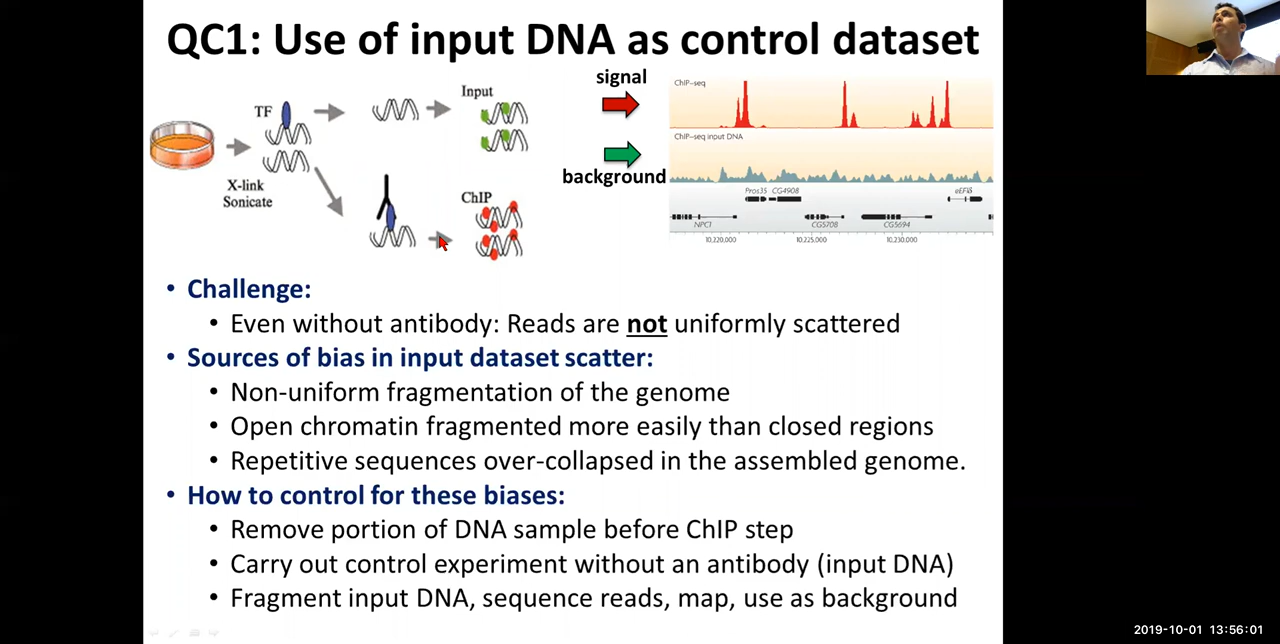 QC1: Use of input DNA as control dataset
TF
X-link
Sonicate
Input
ChIP
signal
background
ChIP–seq
ChIP–seq input DNA
Pros35 CG4908
eEFlδ
NPC1
CG5708
CG5694
10,220,000
10,225,000
10,230,000
• Challenge:
• Even without antibody: Reads are not uniformly scattered
• Sources of bias in input dataset scatter:
• Non-uniform fragmentation of the genome
• Open chromatin fragmented more easily than closed regions
• Repetitive sequences over-collapsed in the assembled genome.
• How to control for these biases:
• Remove portion of DNA sample before ChIP step
• Carry out control experiment without an antibody (input DNA)
• Fragment input DNA, sequence reads, map, use as background
2019-10-01 13:56:01